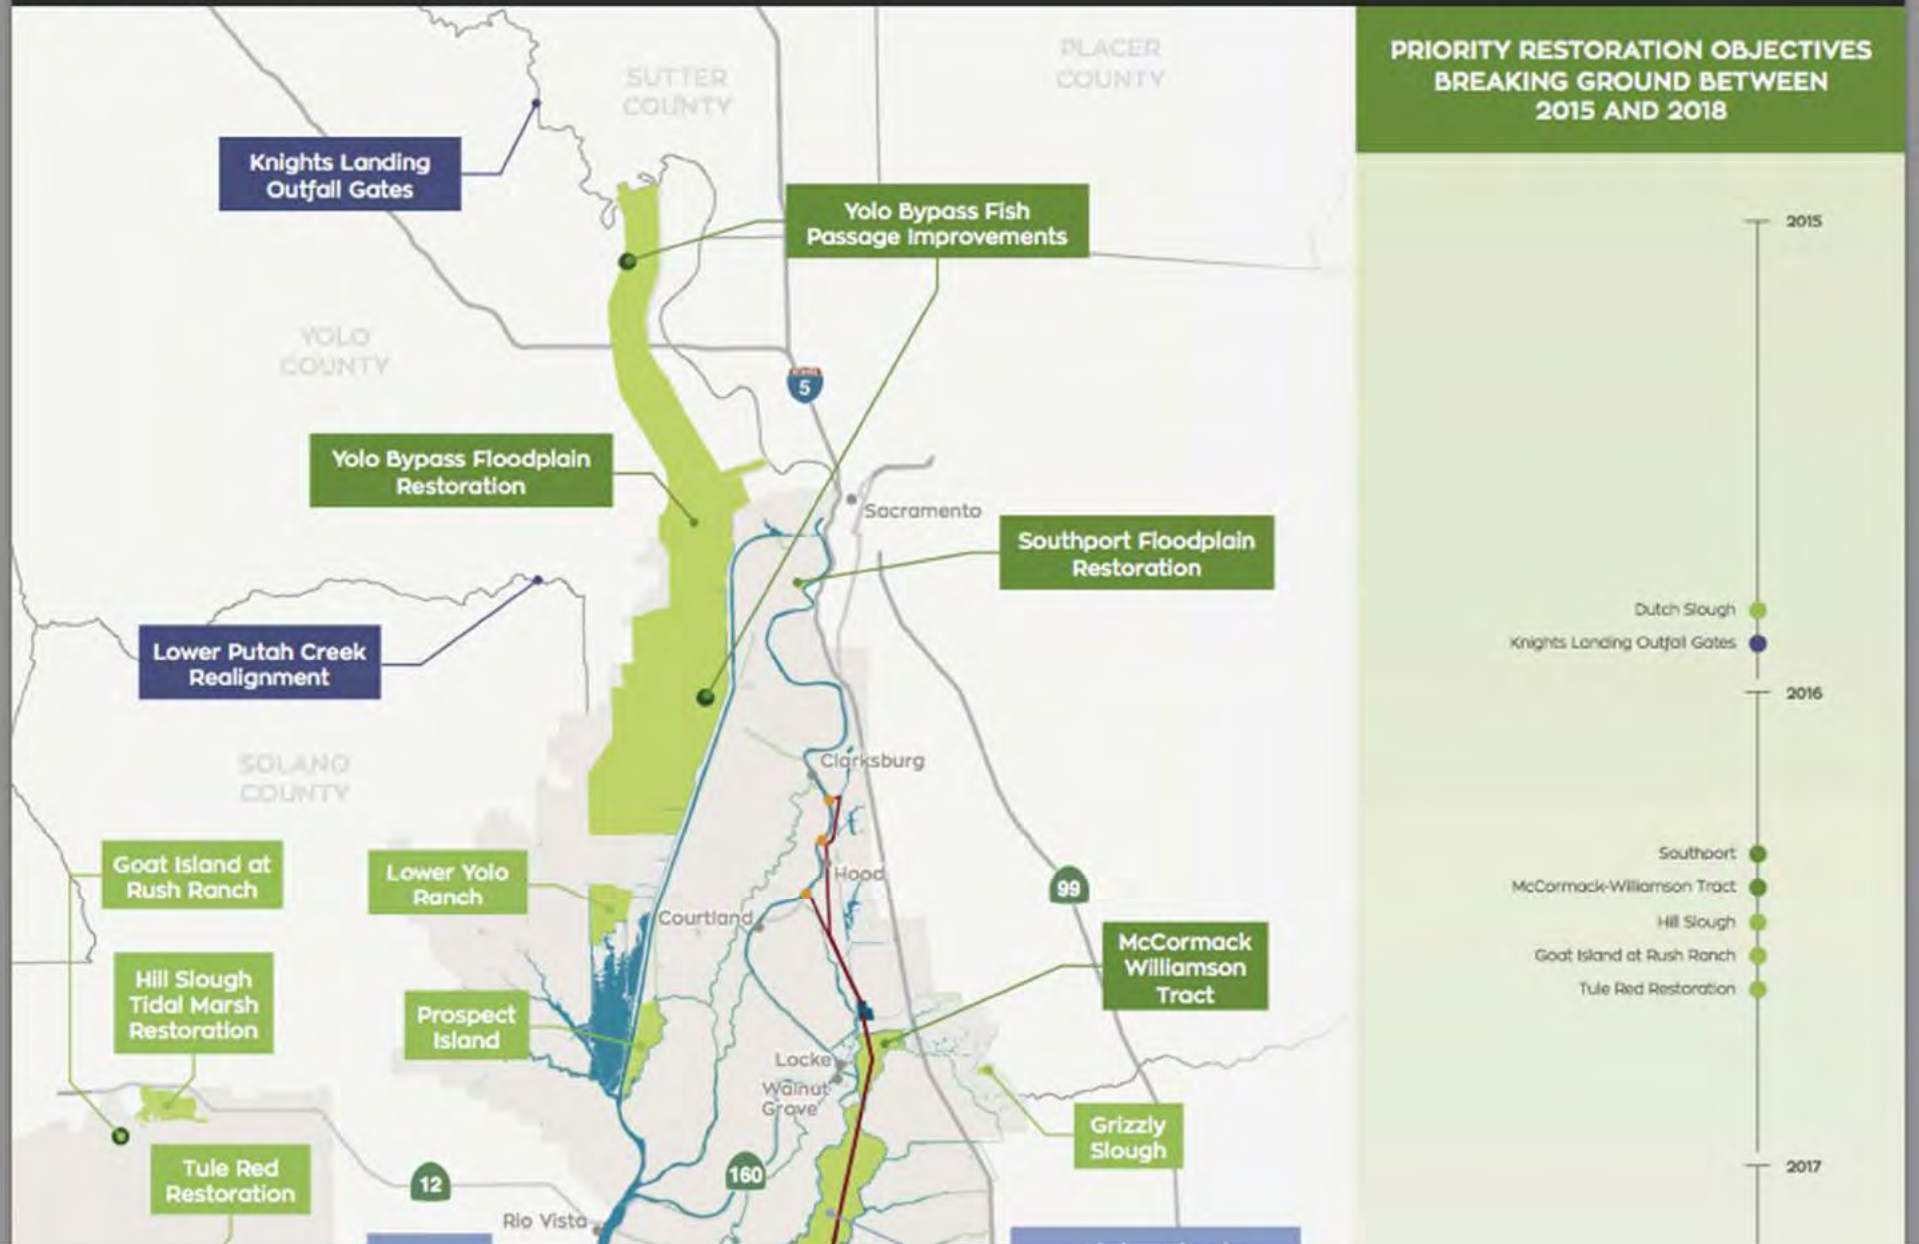 SUTTER
COUNTY
PLACER
COUNTY
Knights Landing
Outfall Gates
Yolo Bypass Fish
Passage Improvements
YOLO
COUNTY
5
Yolo Bypass Floodplain
Restoration
Sacramento
Southport Floodplain
Restoration
Lower Putah Creek
Realignment
SOLANO
COUNTY
Clarksburg
Goat Island at
Rush Ranch
Lower Yolo
Ranch
Hood
99
Courtland
McCormack
Williamson
Tract
Hill Slough
Tidal Marsh
Restoration
Prospect
Island
Locke
Walnut
Grove
Grizzly
Slough
Tule Red
Restoration
12
160
Rio Vista
PRIORITY RESTORATION OBJECTIVES
BREAKING GROUND BETWEEN
2015 AND 2018
2015
Dutch Slough
Knights Landing Outfall Gates
2016
Southport
McCormack-Williamson Tract
Hill Slough
Goat Island at Rush Ranch
Tule Red Restoration
2017